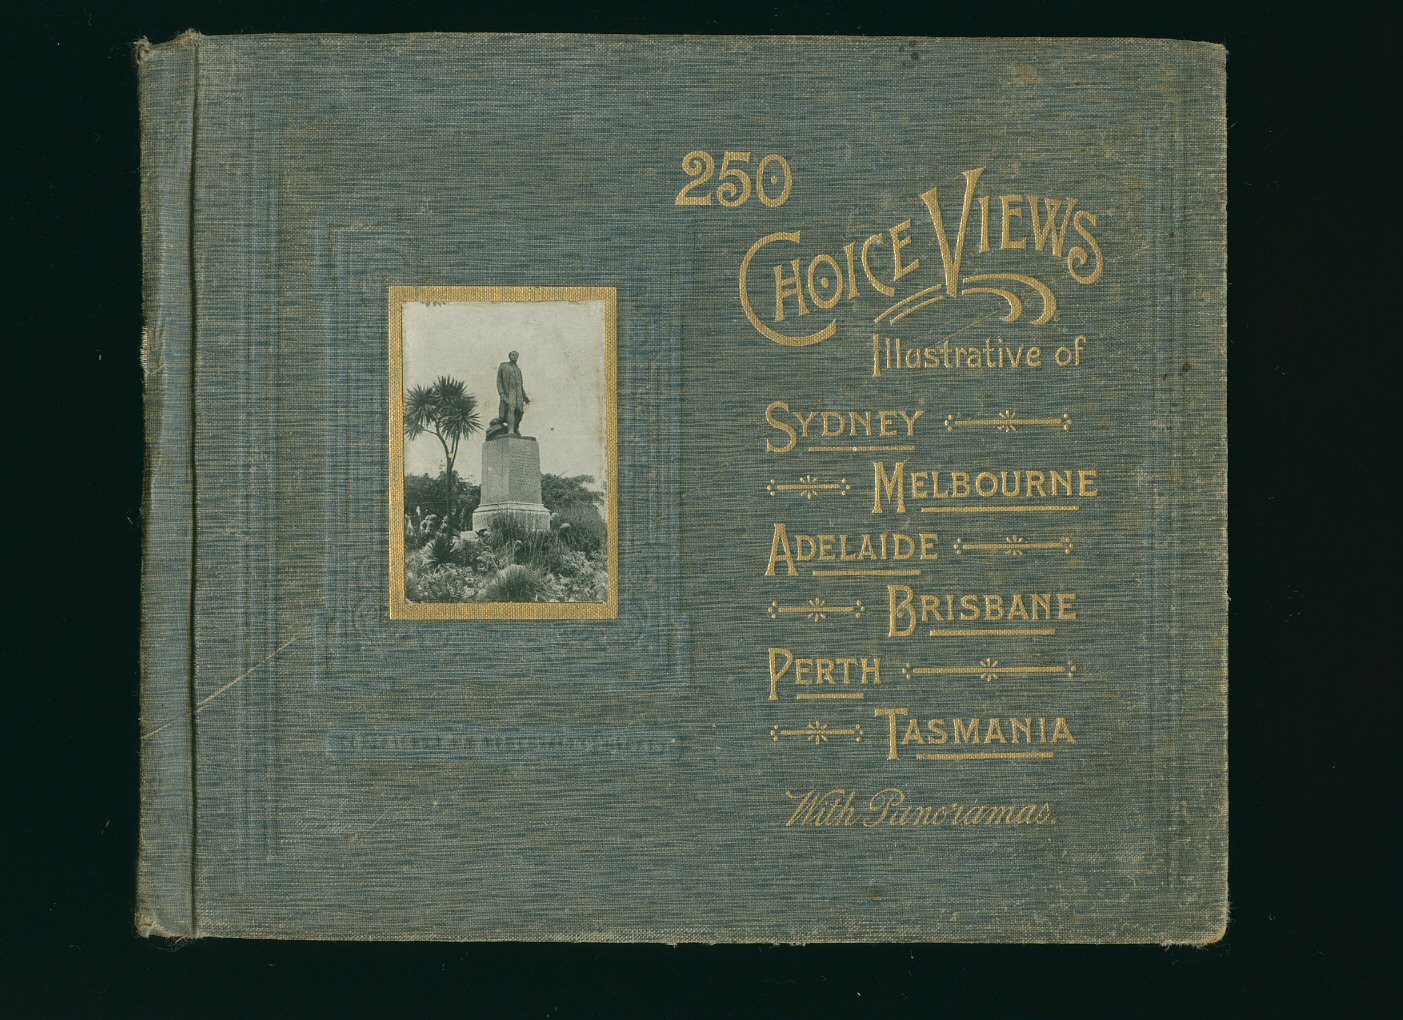 250
CHOICE VIEWS
Illustrative of
SYDNEY
MELBOURNE
ADELAIDE
BRISBANE
PERTH
TASMANIA
With Panoramas.